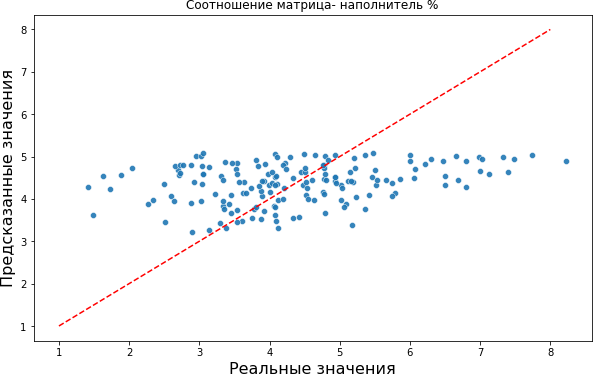 Соотношение матрица- наполнитель %
Предсказанные значения
8
7
6
5
4
3
2
1
1 2 3 4 5 6 7 8
Реальные значения